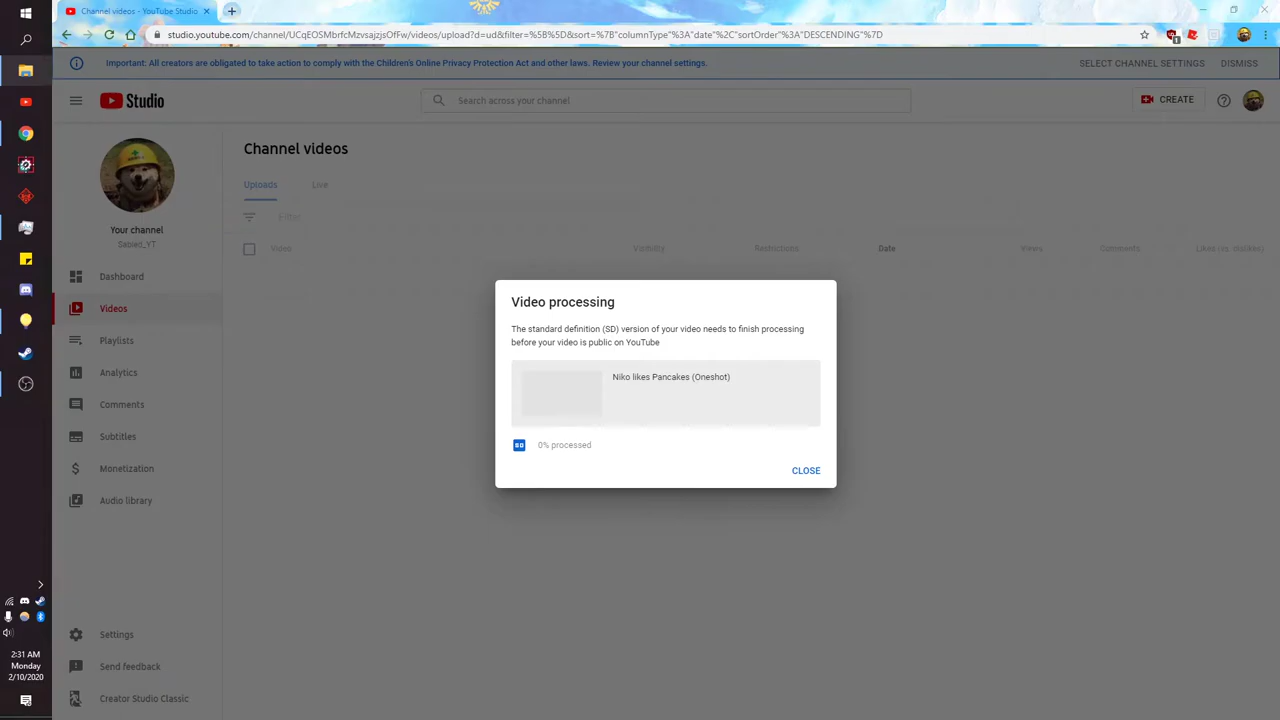 Channel videos - YouTube Studio
studio.youtube.com/channel/UCqEOSMbrfcMzvsajzjsOfFw/videos/upload?d=ud&filter=%5B%5D&sort=%7B"columnType"%3A"date"%2C"sortOrder"%3A"DESCENDING"%7D
1
Important: All creators are obligated to take action to comply with the Children's Online Privacy Protection Act and other laws. Review your channel settings.
SELECT CHANNEL SETTINGS
DISMISS
Studio
Search across your channel
CREATE
Channel videos
Uploads
Live
Filter
Your channel
Sabied_YT
Video
Visibility
Restrictions
Date
Views
Comments
Likes (vs. dislikes)
Dashboard
Videos
Playlists
Analytics
Comments
Subtitles
Monetization
Audio library
Video processing
The standard definition (SD) version of your video needs to finish processing
before your video is public on YouTube
Niko likes Pancakes (Oneshot)
SD
0% processed
CLOSE
Settings
Send feedback
Creator Studio Classic
2:31 AM
Monday
2/10/2020